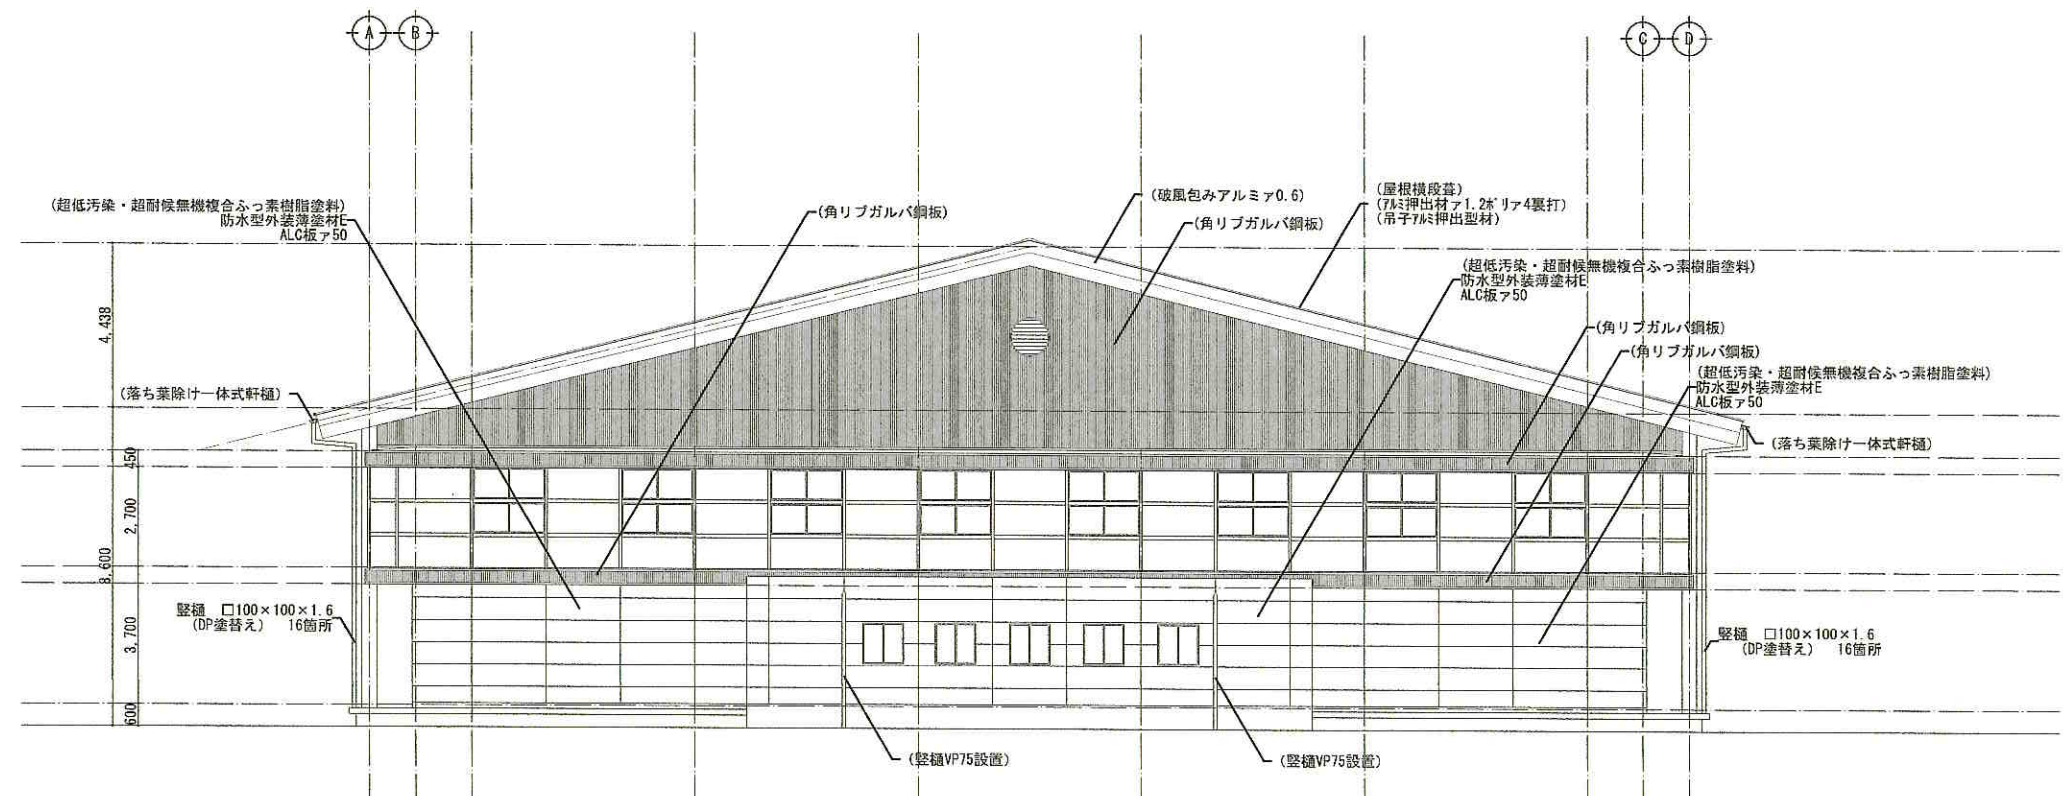 A
B
C
D
(超低汚染・超耐候無機複合ふっ素樹脂塗料)
防水型外装薄塗材E
ALC板ァ50
(角リブガルバ鋼板)
(破風包みアルミァ0.6)
(角リブガルバ鋼板)
(屋根横段葺)
(アルミ押出材ァ1.2ポリァ4裏打)
(吊子アルミ押出型材)
(超低汚染・超耐候無機複合ふっ素樹脂塗料)
防水型外装薄塗材E
ALC板ァ50
(角リブガルバ鋼板)
(角リブガルバ鋼板)
(超低汚染・超耐候無機複合ふっ素樹脂塗料)
防水型外装薄塗材E
ALC板ァ50
(落ち葉除け一体式軒樋)
(落ち葉除け一体式軒樋)
4,438
450
2,700
8,600
3,700
600
竪樋 □100×100×1.6
(DP塗替え) 16箇所
竪樋 □100×100×1.6
(DP塗替え) 16箇所
(竪樋VP75設置)
(竪樋VP75設置)